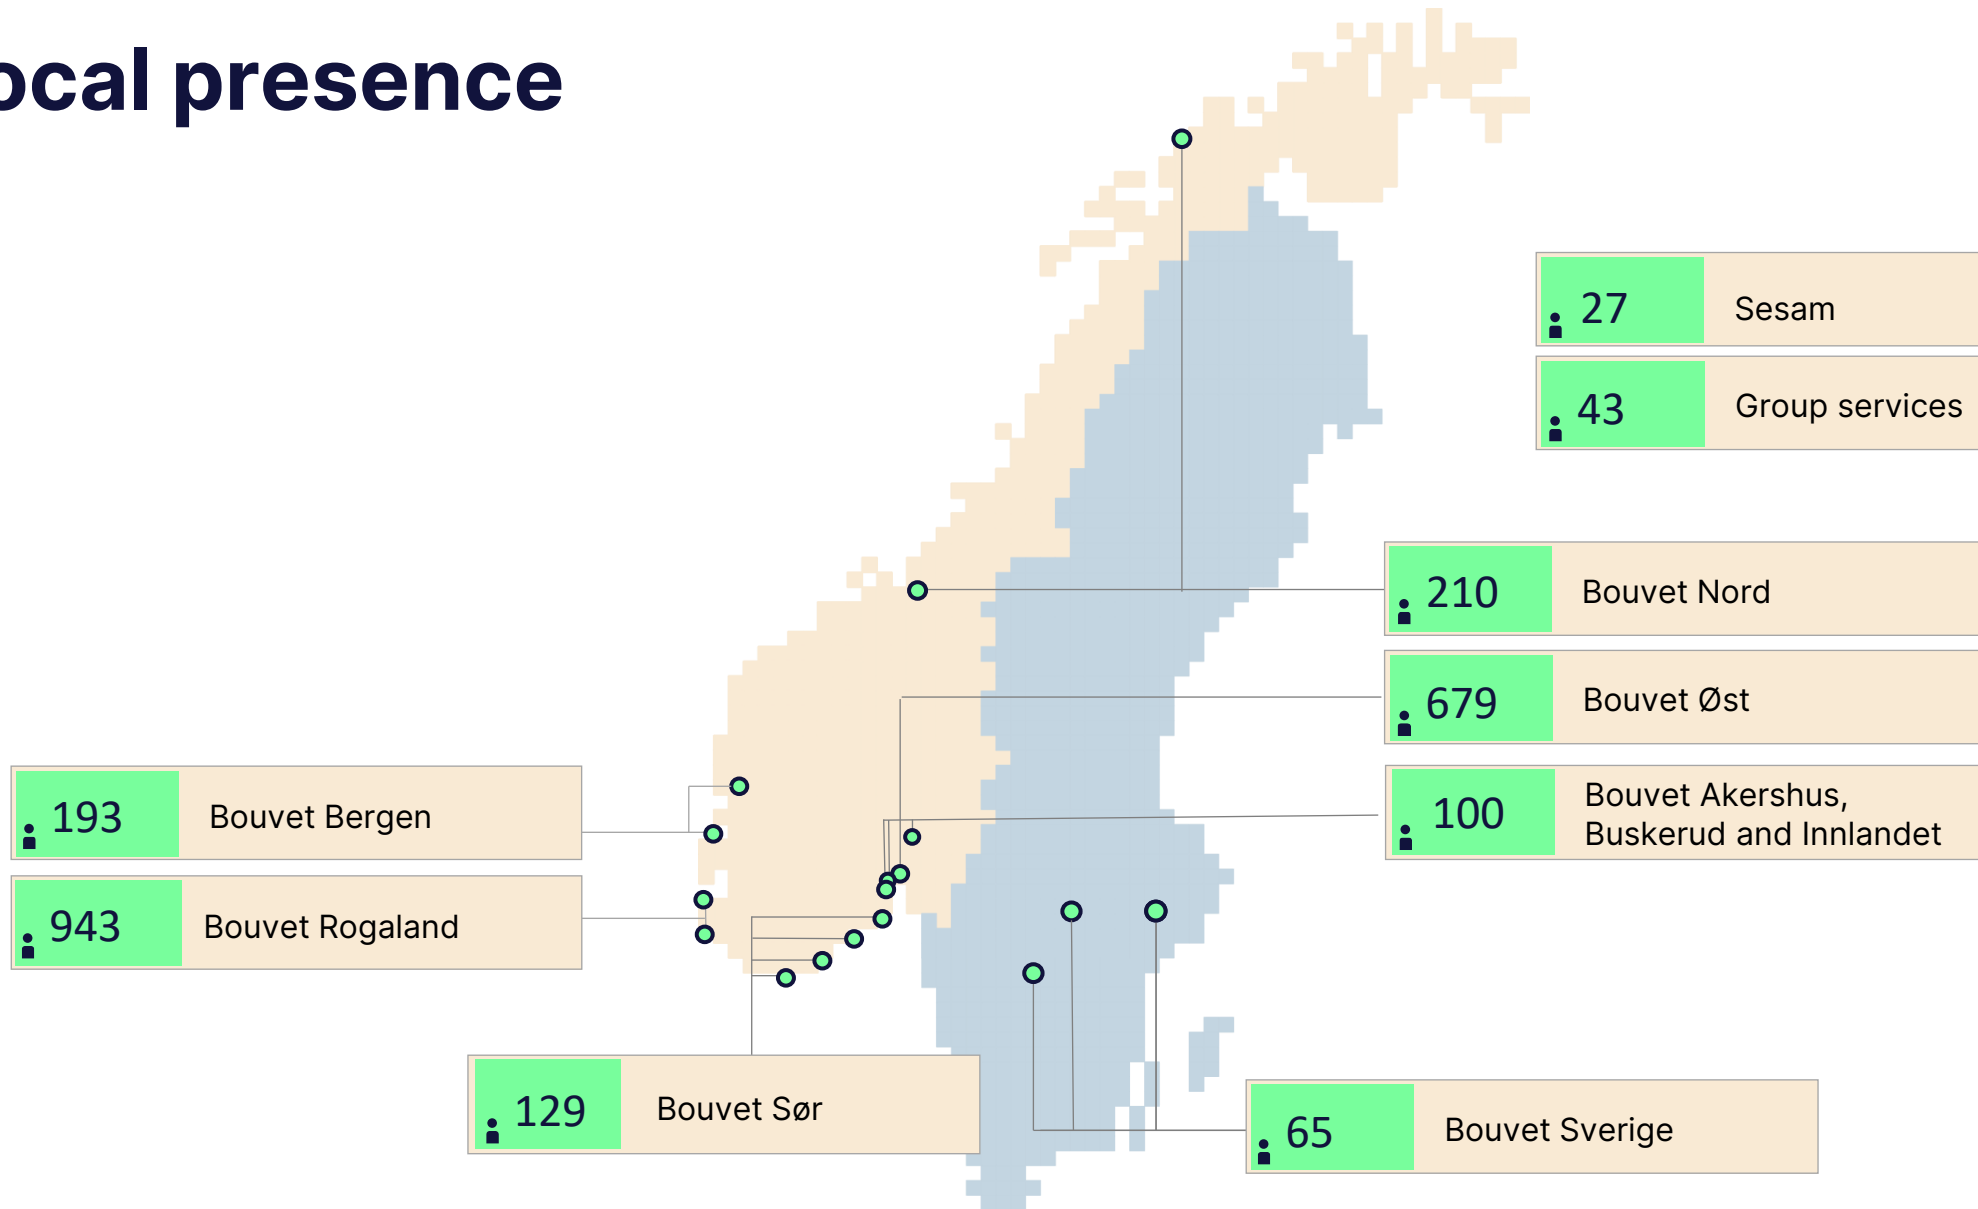 ocal presence
27
Sesam
43
Group services
210
Bouvet Nord
679
Bouvet Øst
100
Bouvet Akershus,
Buskerud and Innlandet
193
Bouvet Bergen
943
Bouvet Rogaland
129
Bouvet Sør
65
Bouvet Sverige